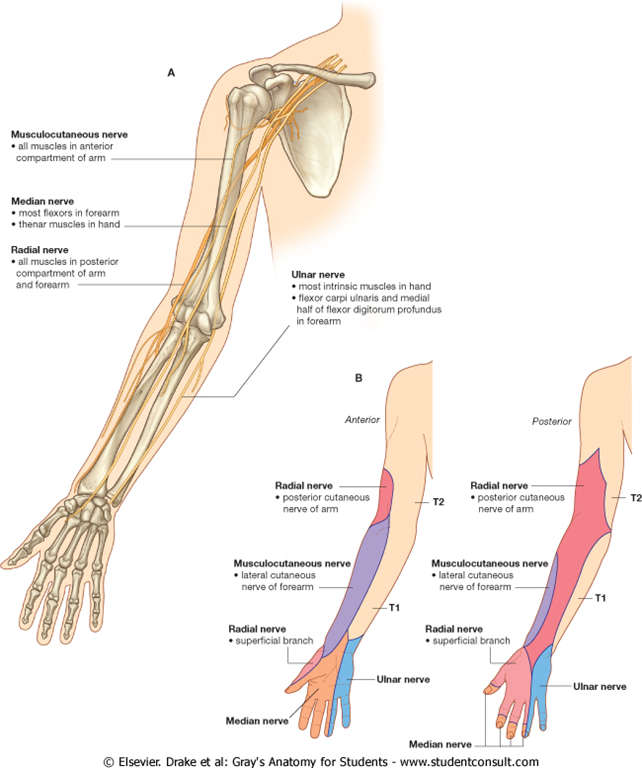 A
Musculocutaneous nerve
• all muscles in anterior
compartment of arm
Median nerve
• most flexors in forearm
• thenar muscles in hand
Radial nerve
• all muscles in posterior
compartment of arm
and forearm
Ulnar nerve
• most intrinsic muscles in hand
• flexor carpi ulnaris and medial
half of flexor digitorum profundus
in forearm
B
Anterior
Radial nerve
• posterior cutaneous
nerve of arm
T2
Musculocutaneous nerve
• lateral cutaneous
nerve of forearm
T1
Radial nerve
• superficial branch
Ulnar nerve
Median nerve
Posterior
Radial nerve
• posterior cutaneous
nerve of arm
T2
Musculocutaneous nerve
• lateral cutaneous
nerve of forearm
T1
Radial nerve
• superficial branch
Ulnar nerve
Median nerve
© Elsevier. Drake et al: Gray's Anatomy for Students - www.studentconsult.com